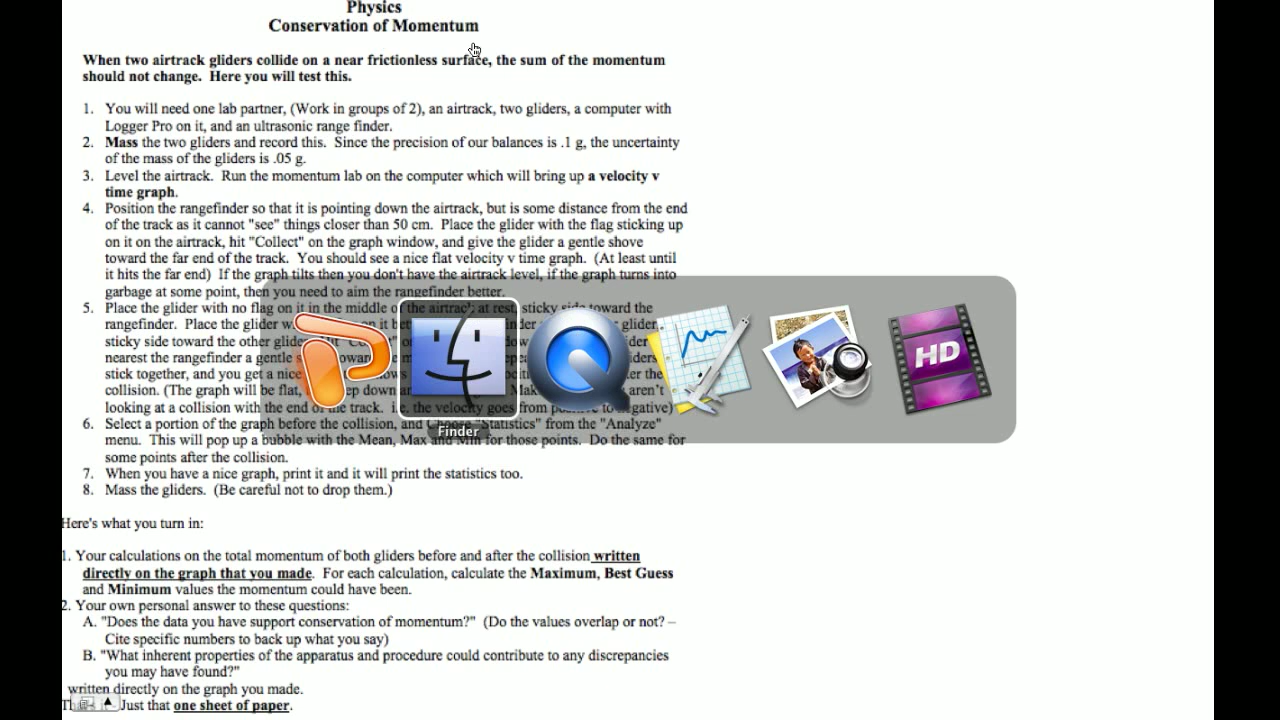 Physics
Conservation of Momentum
When two airtrack gliders collide on a near frictionless surface, the sum of the momentum
should not change.  Here you will test this.
1. You will need one lab partner, (Work in groups of 2), an airtrack, two gliders, a computer with
Logger Pro on it, and an ultrasonic range finder.
2. Mass the two gliders and record this.  Since the precision of our balances is .1 g, the uncertainty
of the mass of the gliders is .05 g.
3. Level the airtrack.  Run the momentum lab on the computer which will bring up a velocity v
time graph.
4. Position the rangefinder so that it is pointing down the airtrack, but is some distance from the end
of the track as it cannot "see" things closer than 50 cm.  Place the glider with the flag sticking up
on it on the airtrack, hit "Collect" on the graph window, and give the glider a gentle shove
toward the far end of the track.  You should see a nice flat velocity v time graph.  (At least until
it hits the far end)  If the graph tilts then you don't have the airtrack level, if the graph turns into
garbage at some point, then you need to aim the rangefinder better.
5. Place the glider with no flag on it in the middle of the airtrack at rest, sticky side toward the
rangefinder.  Place the glider on it glider,
sticky side toward the other
nearest the rangefinder a gentle
stick together, and you get a nice the
collision. (The graph will be flat, down aren't
looking at a collision with the end of the track.  i.e. the velocity goes from positive to negative)
6. Select a portion of the graph before the collision, and Choose "Statistics" from the "Analyze"
menu.  This will pop up a bubble with the Mean, Max and Min for those points.  Do the same for
some points after the collision.
7. When you have a nice graph, print it and it will print the statistics too.
8. Mass the gliders.  (Be careful not to drop them.)
HD
Finder
Here's what you turn in:
1. Your calculations on the total momentum of both gliders before and after the collision written
directly on the graph that you made.  For each calculation, calculate the Maximum, Best Guess
and Minimum values the momentum could have been.
2. Your own personal answer to these questions:
A. "Does the data you have support conservation of momentum?"  (Do the values overlap or not? –
Cite specific numbers to back up what you say)
B. "What inherent properties of the apparatus and procedure could contribute to any discrepancies
you may have found?"
written directly on the graph you made.
Just that one sheet of paper.